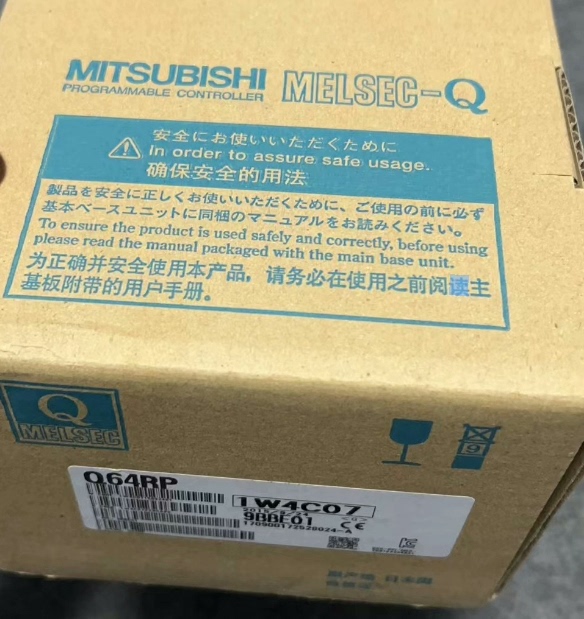 MITSUBISHI
PROGRAMMABLE CONTROLLER
MELSEC-Q
安全にお使いいただくために
In order to assure safe usage.
确保安全的用法
製品を安全に正しくお使いいただくために、ご使用の前に必ず
基本ベースユニットに同梱のマニュアルをお読みください。
To ensure the product is used safely and correctly, before using
please read the manual packaged with the main base unit.
为正确并安全使用本产品，请务必在使用之前阅读主
基板附带的用户手册。
Q
MELSEC
9
Q64RP
1W4C07
9BBE01
CE